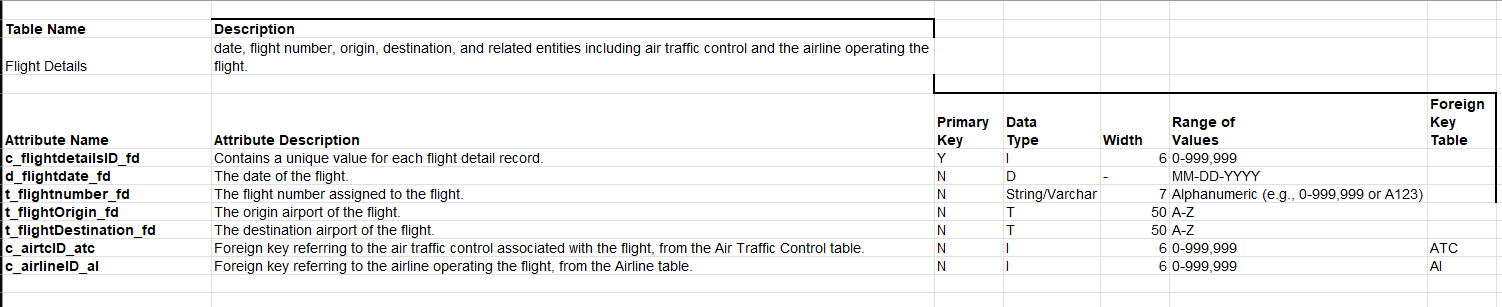 Table Name Description
date, flight number, origin, destination, and related entities including air traffic control and the airline operating the
Flight Details flight.
Foreign
Primary Data Range of Key
Attribute Name Attribute Description Key Type Width Values Table
c_flightdetailsID_fd Contains a unique value for each flight detail record. Y I 6 0-999,999
d_flightdate_fd The date of the flight. N D - MM-DD-YYYY
t_flightnumber_fd The flight number assigned to the flight. N String/Varchar 7 Alphanumeric (e.g., 0-999,999 or A123)
t_flightOrigin_fd The origin airport of the flight. N T 50 A-Z
t_flightDestination_fd The destination airport of the flight. N T 50 A-Z
c_airtcID_atc Foreign key referring to the air traffic control associated with the flight, from the Air Traffic Control table. N I 6 0-999,999 ATC
c_airlineID_al Foreign key referring to the airline operating the flight, from the Airline table. N I 6 0-999,999 Al